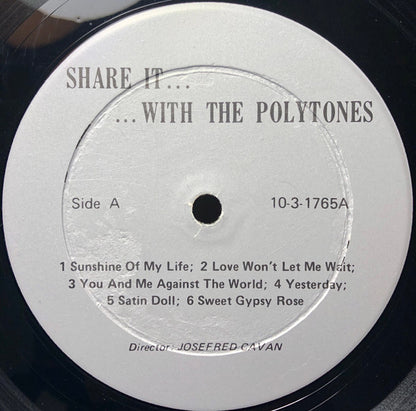 SHARE IT...
...WITH THE POLYTONES
Side A 10-3-1765A
1 Sunshine Of My Life; 2 Love Won't Let Me Wait;
3 You And Me Against The World; 4 Yesterday;
5 Satin Doll; 6 Sweet Gypsy Rose
Director: JOSEFRED CAVAN